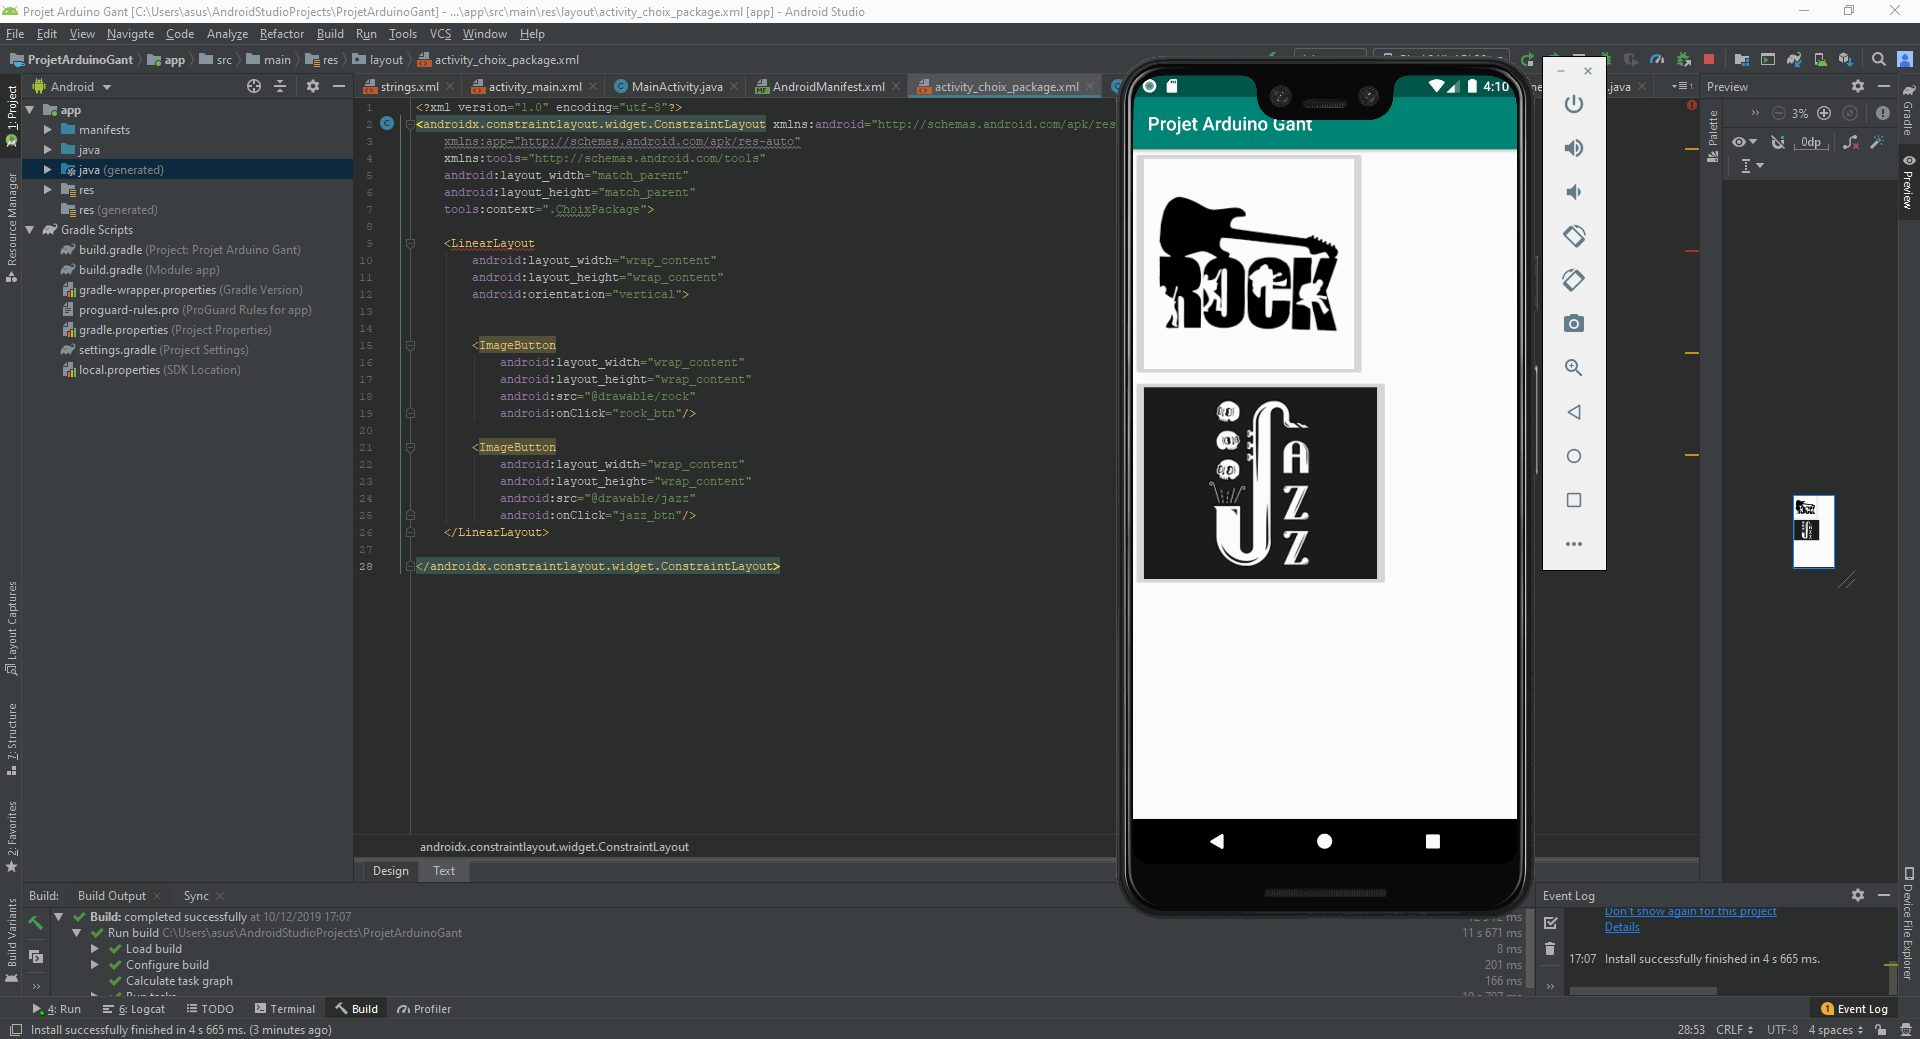 Projet Arduino Gant [C:\Users\asus\AndroidStudioProjects\ProjetArduinoGant] - ...\app\src\main\res\layout\activity_choix_package.xml [app] - Android Studio
File Edit View Navigate Code Analyze Refactor Build Run Tools VCS Window Help
ProjetArduinoGant app src main res layout activity_choix_package.xml
Android
strings.xml activity_main.xml MainActivity.java AndroidManifest.xml activity_choix_package.xml .java
Preview
1: Project
Resource Manager
Layout Captures
7: Structure
2: Favorites
Build Variants
app
manifests
java
java (generated)
res
res (generated)
Gradle Scripts
build.gradle (Project: Projet Arduino Gant)
build.gradle (Module: app)
gradle-wrapper.properties (Gradle Version)
proguard-rules.pro (ProGuard Rules for app)
gradle.properties (Project Properties)
settings.gradle (Project Settings)
local.properties (SDK Location)
1 <?xml version="1.0" encoding="utf-8"?>
2 <androidx.constraintlayout.widget.ConstraintLayout xmlns:android="http://schemas.android.com/apk/res
3 xmlns:app="http://schemas.android.com/apk/res-auto"
4 xmlns:tools="http://schemas.android.com/tools"
5 android:layout_width="match_parent"
6 android:layout_height="match_parent"
7 tools:context=".ChoixPackage">
8
9 <LinearLayout
10 android:layout_width="wrap_content"
11 android:layout_height="wrap_content"
12 android:orientation="vertical">
13
14
15 <ImageButton
16 android:layout_width="wrap_content"
17 android:layout_height="wrap_content"
18 android:src="@drawable/rock"
19 android:onClick="rock_btn"/>
20
21 <ImageButton
22 android:layout_width="wrap_content"
23 android:layout_height="wrap_content"
24 android:src="@drawable/jazz"
25 android:onClick="jazz_btn"/>
26 </LinearLayout>
27
28 </androidx.constraintlayout.widget.ConstraintLayout>
androidx.constraintlayout.widget.ConstraintLayout
Design Text
4:10
Projet Arduino Gant
ROCK
JAZZ
3%
0dp
Palette
Gradle
Preview
Device File Explorer
Build: Build Output Sync
Build: completed successfully at 10/12/2019 17:07
Run build C:\Users\asus\AndroidStudioProjects\ProjetArduinoGant 11 s 671 ms
Load build 8 ms
Configure build 201 ms
Calculate task graph 166 ms
Event Log
Don't show again for this project
Details
17:07 Install successfully finished in 4 s 665 ms.
4: Run 6: Logcat TODO Terminal Build Profiler 1 Event Log
Install successfully finished in 4 s 665 ms. (3 minutes ago) 28:53 CRLF UTF-8 4 spaces